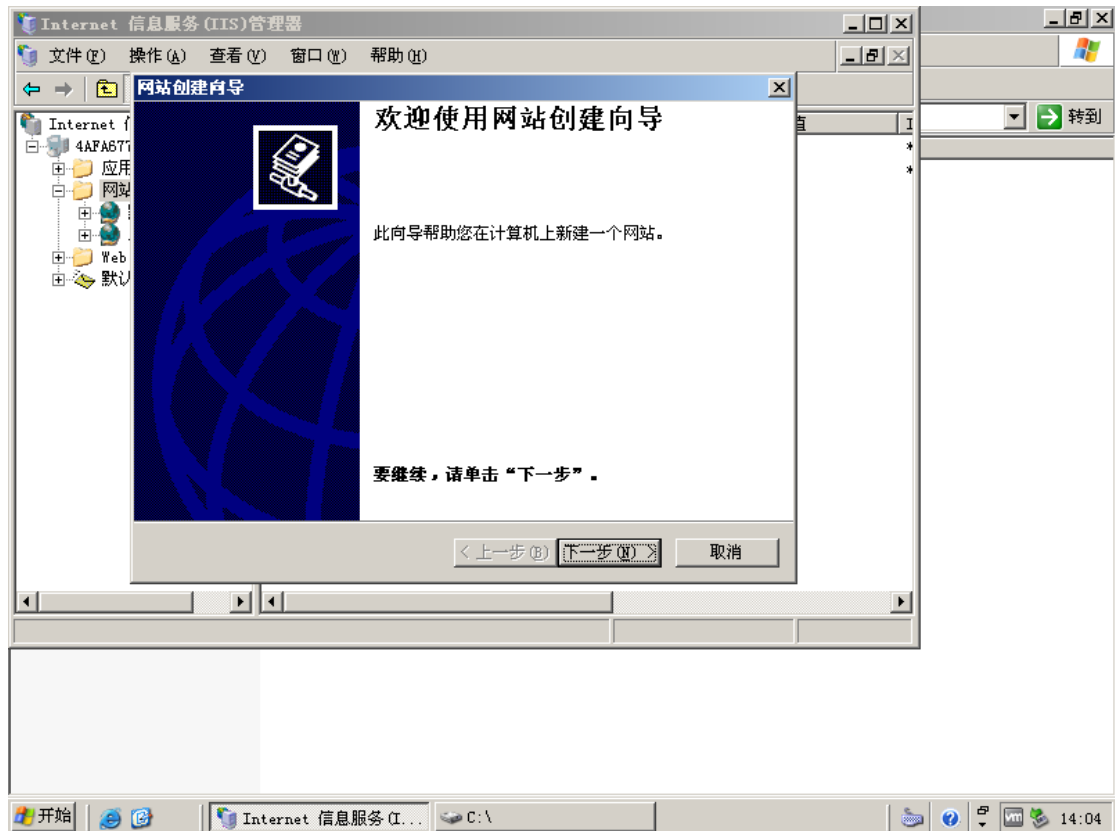 Internet 信息服务(IIS)管理器
文件(F) 操作(A) 查看(V) 窗口(W) 帮助(H)
网站创建向导
欢迎使用网站创建向导
转到
Internet
4AFA677
应用
网站
Web
默认
此向导帮助您在计算机上新建一个网站。
要继续，请单击“下一步”。
< 上一步(B) 下一步(N) > 取消
开始 Internet 信息服务(I... C:\ 14:04